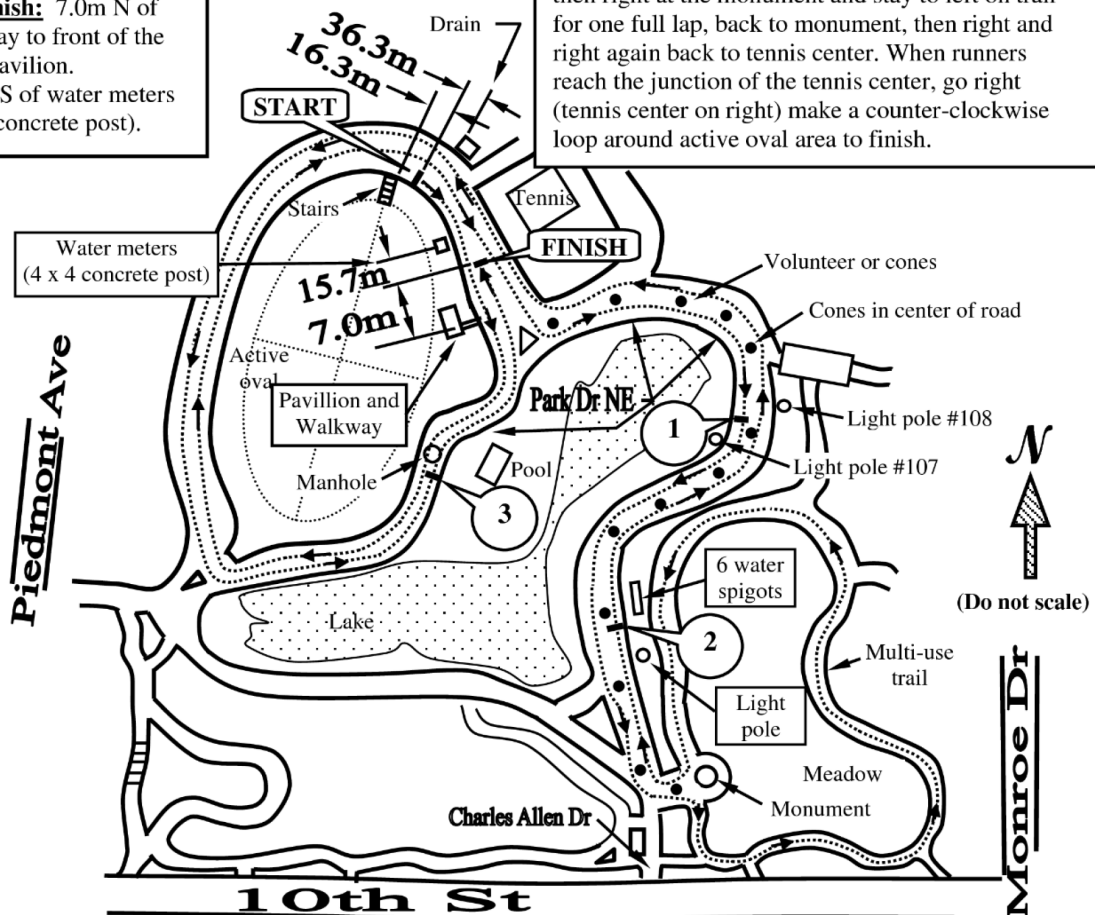 nish: 7.0m N of
ay to front of the
avilion.
S of water meters
concrete post).
then right at the monument and stay to left on trail
for one full lap, back to monument, then right and
right again back to tennis center. When runners
reach the junction of the tennis center, go right
(tennis center on right) make a counter-clockwise
loop around active oval area to finish.
Drain
36.3m
16.3m
START
Stairs
Tennis
Water meters
(4 x 4 concrete post)
FINISH
15.7m
7.0m
Volunteer or cones
Cones in center of road
Active
oval
Pavillion and
Walkway
Park Dr NE
1
Light pole #108
Light pole #107
Manhole
Pool
3
N
(Do not scale)
Piedmont Ave
6 water
spigots
Lake
2
Multi-use
trail
Light
pole
Meadow
Monument
Charles Allen Dr
Monroe Dr
10th St